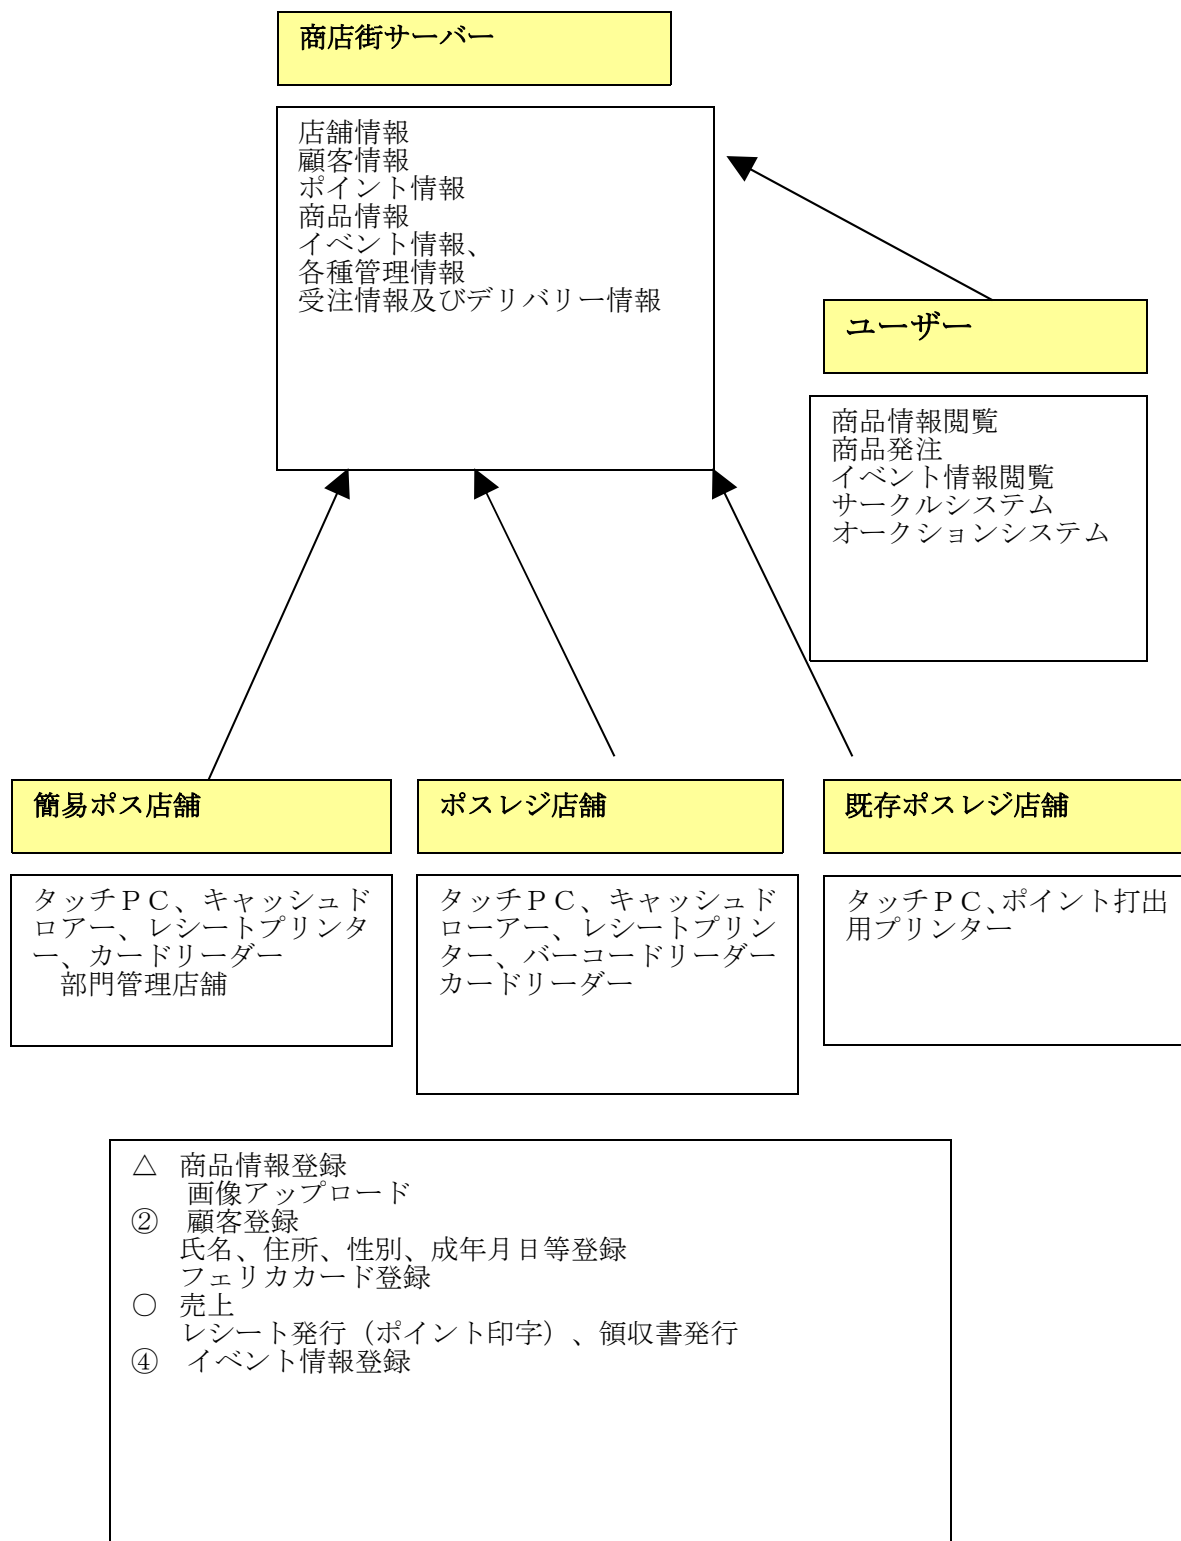 商店街サーバー
店舗情報
顧客情報
ポイント情報
商品情報
イベント情報、
各種管理情報
受注情報及びデリバリー情報
ユーザー
商品情報閲覧
商品発注
イベント情報閲覧
サークルシステム
オークションシステム
簡易ポス店舗
タッチＰＣ、キャッシュド
ロアー、レシートプリンタ
ー、カードリーダー
部門管理店舗
ポスレジ店舗
タッチＰＣ、キャッシュド
ローアー、レシートプリン
ター、バーコードリーダー
カードリーダー
既存ポスレジ店舗
タッチＰＣ、ポイント打出
用プリンター
△ 商品情報登録
画像アップロード
② 顧客登録
氏名、住所、性別、成年月日等登録
フェリカカード登録
○ 売上
レシート発行（ポイント印字）、領収書発行
④ イベント情報登録